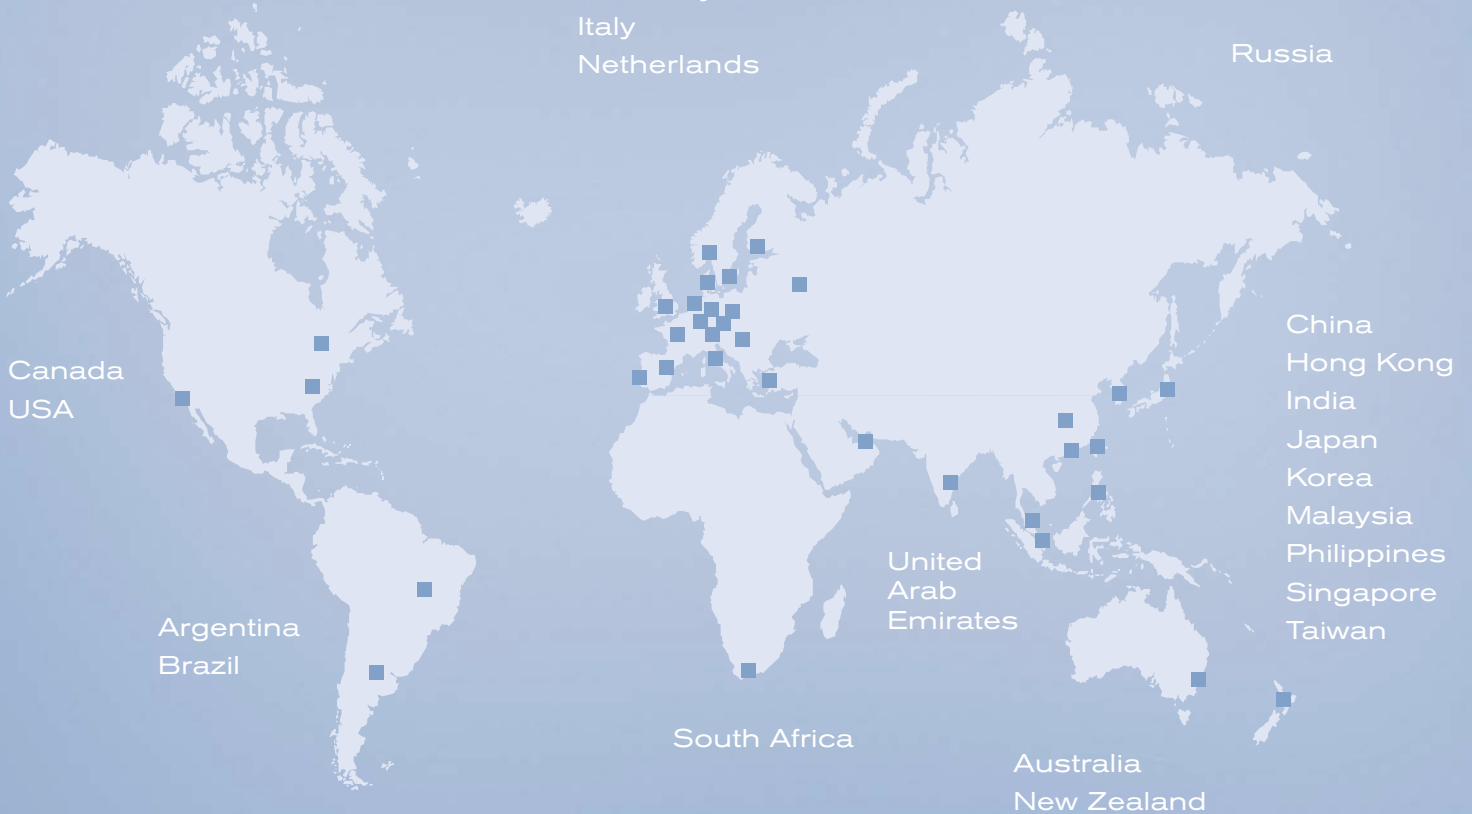 Italy
Netherlands
Russia
Canada
USA
China
Hong Kong
India
Japan
Korea
Malaysia
Philippines
Singapore
Taiwan
United
Arab
Emirates
Argentina
Brazil
South Africa
Australia
New Zealand